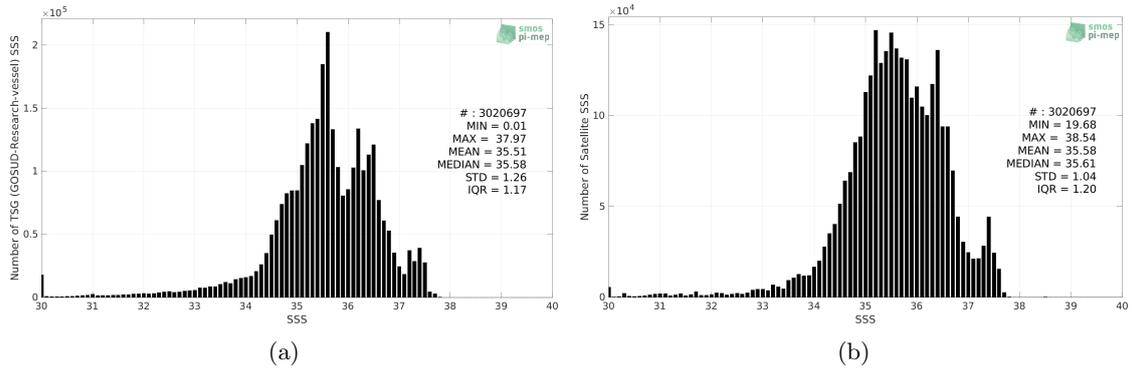 ×10⁵
smos
pi-mep
Number of TSG (GOSUD-Research-vessel) SSS
2
1.5
1
0.5
0
# : 3020697
MIN = 0.01
MAX = 37.97
MEAN = 35.51
MEDIAN = 35.58
STD = 1.26
IQR = 1.17
30 31 32 33 34 35 36 37 38 39 40
SSS
(a)
×10⁴
smos
pi-mep
Number of Satellite SSS
15
10
5
0
# : 3020697
MIN = 19.68
MAX = 38.54
MEAN = 35.58
MEDIAN = 35.61
STD = 1.04
IQR = 1.20
30 31 32 33 34 35 36 37 38 39 40
SSS
(b)